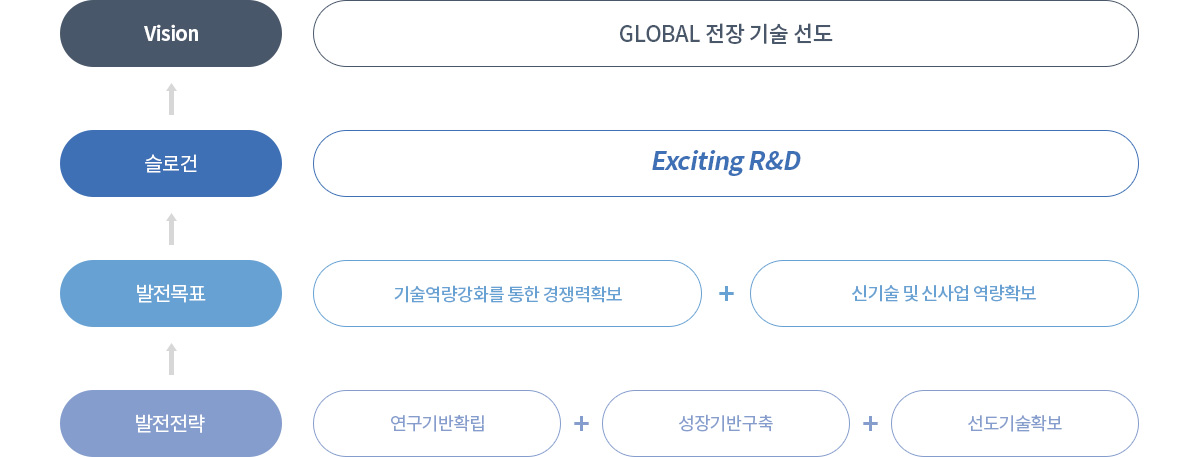 Vision
GLOBAL 전장 기술 선도
슬로건
Exciting R&D
발전목표
기술역량강화를 통한 경쟁력확보
+
신기술 및 신사업 역량확보
발전전략
연구기반확립
+
성장기반구축
+
선도기술확보